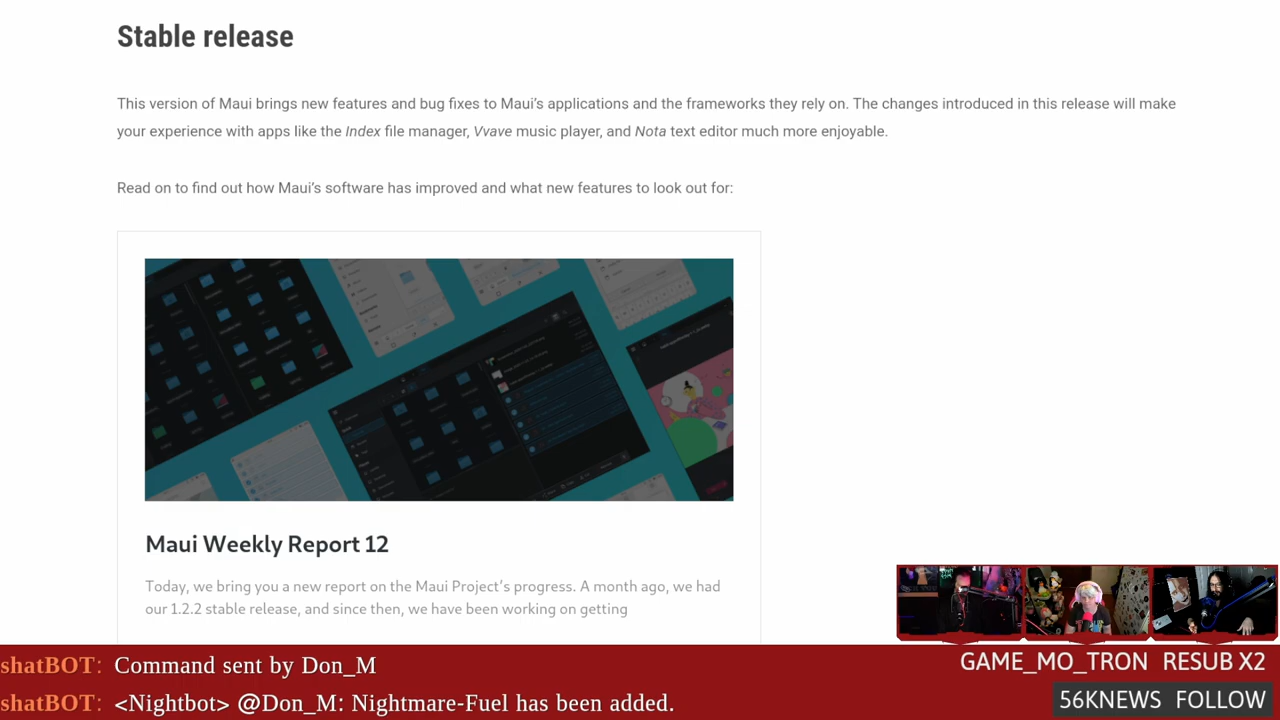 Stable release
This version of Maui brings new features and bug fixes to Maui's applications and the frameworks they rely on. The changes introduced in this release will make
your experience with apps like the Index file manager, Vvave music player, and Nota text editor much more enjoyable.
Read on to find out how Maui's software has improved and what new features to look out for:
Maui Weekly Report 12
Today, we bring you a new report on the Maui Project's progress. A month ago, we had
our 1.2.2 stable release, and since then, we have been working on getting
shatBOT: Command sent by Don_M
GAME_MO_TRON RESUB X2
shatBOT: <Nightbot> @Don_M: Nightmare-Fuel has been added.
56KNEWS FOLLOW